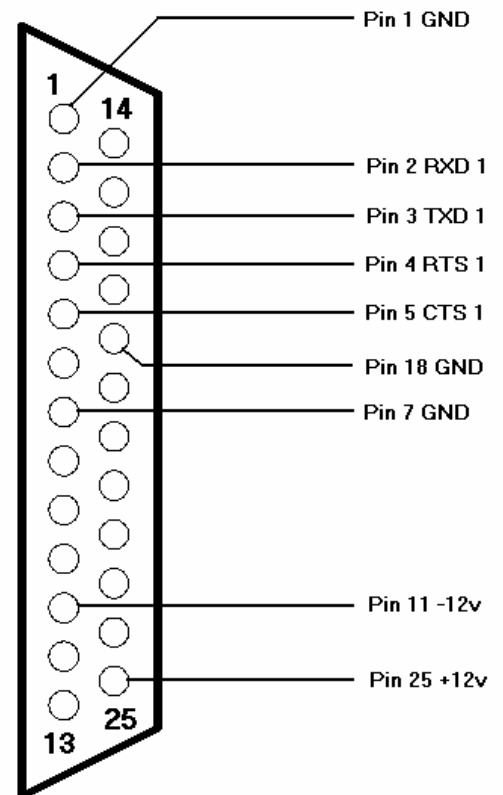 Pin 1 GND
1
14
Pin 2 RXD 1
Pin 3 TXD 1
Pin 4 RTS 1
Pin 5 CTS 1
Pin 18 GND
Pin 7 GND
Pin 11 -12v
Pin 25 +12v
25
13